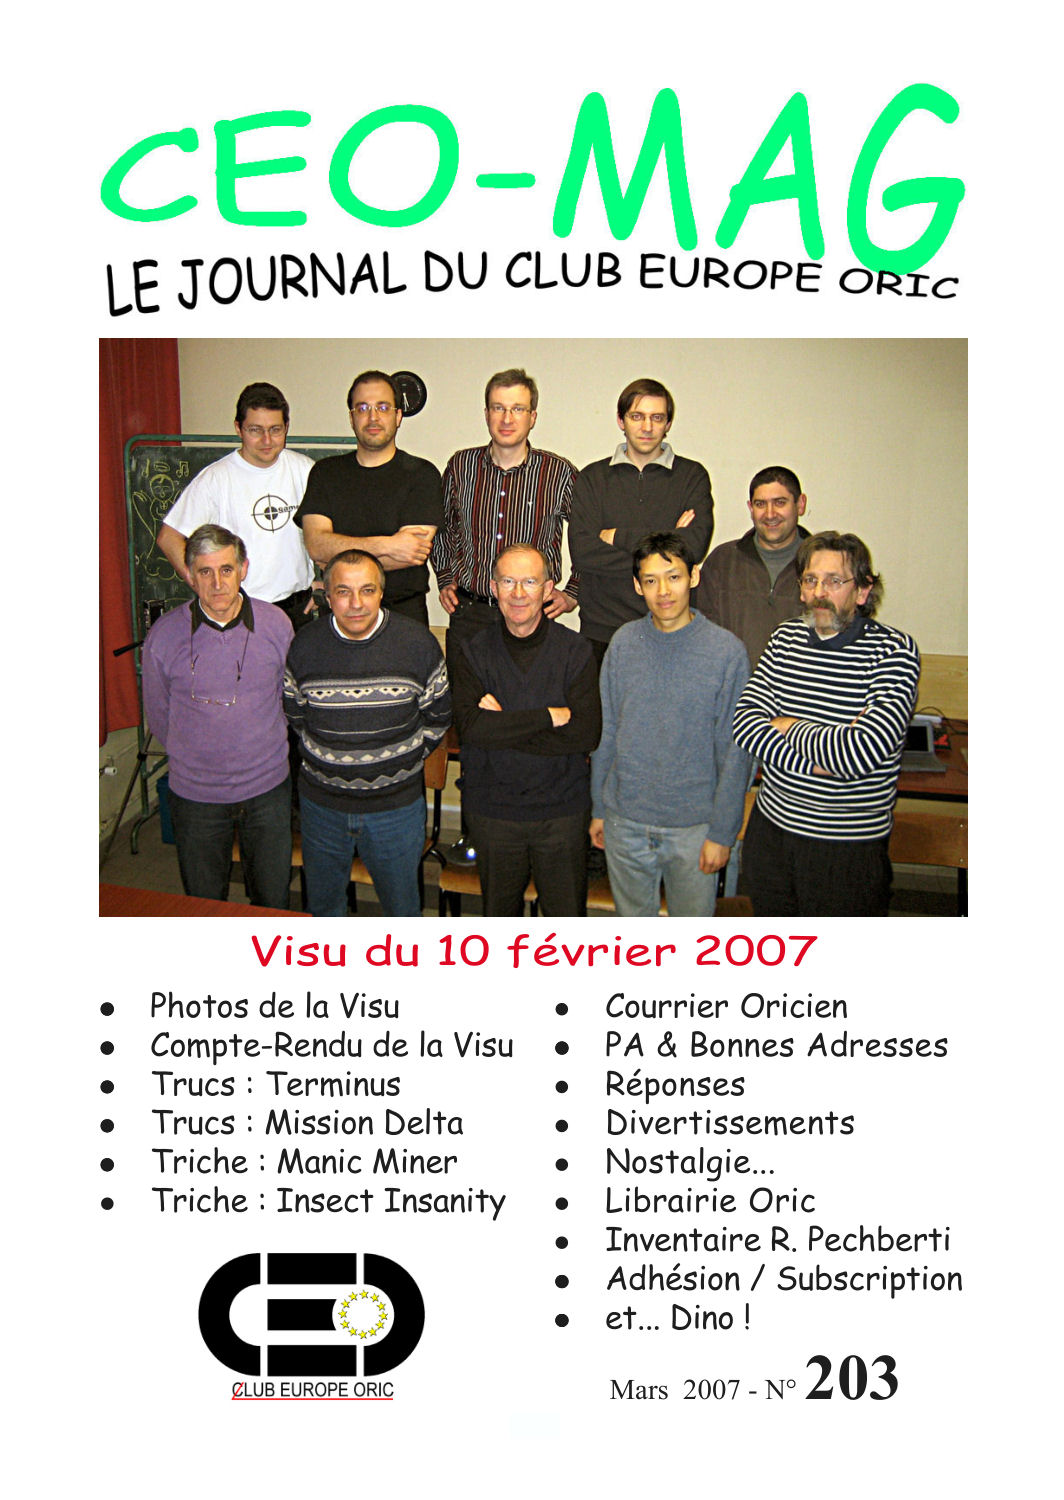 CEO-MAG
LE JOURNAL DU CLUB EUROPE ORIC
Visu du 10 février 2007
● Photos de la Visu
● Compte-Rendu de la Visu
● Trucs : Terminus
● Trucs : Mission Delta
● Triche : Manic Miner
● Triche : Insect Insanity
● Courrier Oricien
● PA & Bonnes Adresses
● Réponses
● Divertissements
● Nostalgie...
● Librairie Oric
● Inventaire R. Pechberti
● Adhésion / Subscription
● et... Dino !
CEO
CLUB EUROPE ORIC
Mars 2007 - N° 203